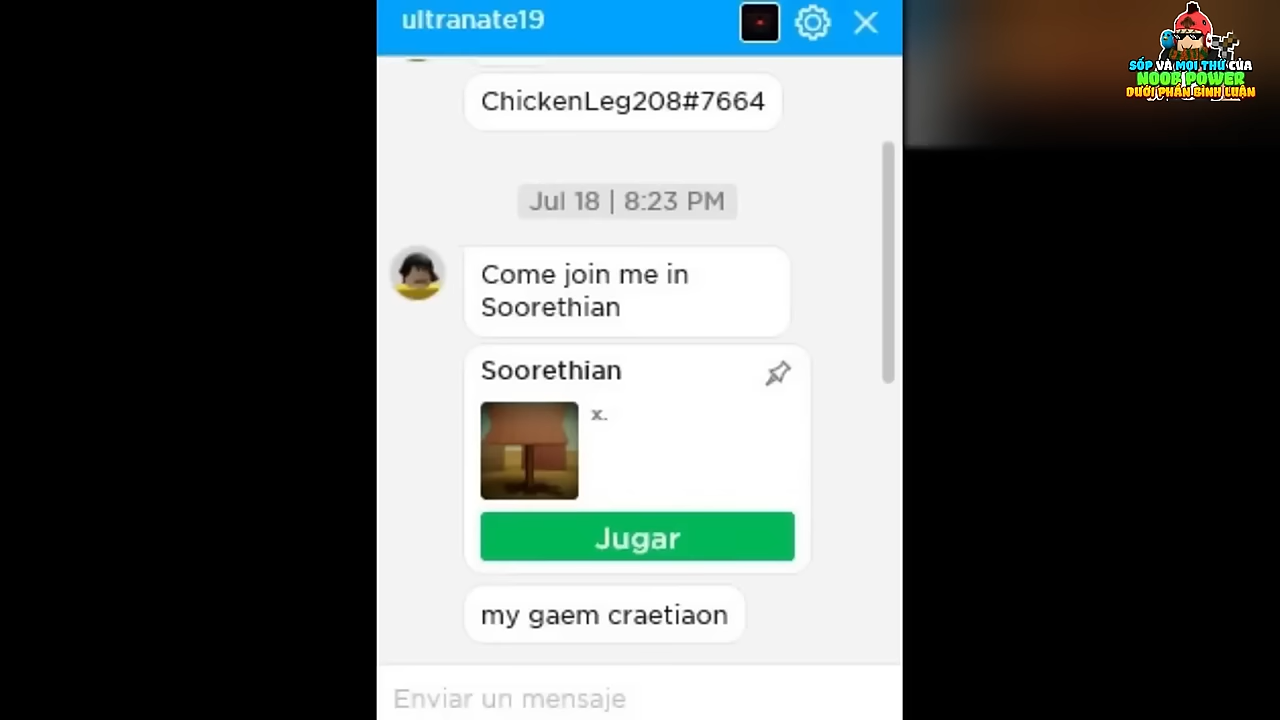 ultranate19
ChickenLeg208#7664
Jul 18 | 8:23 PM
Come join me in
Soorethian
Soorethian
x.
Jugar
my gaem craetiaon
Enviar un mensaje
SỐP VÀ MỌI THỨ CỦA
NOOB POWER
DƯỚI PHẦN BÌNH LUẬN